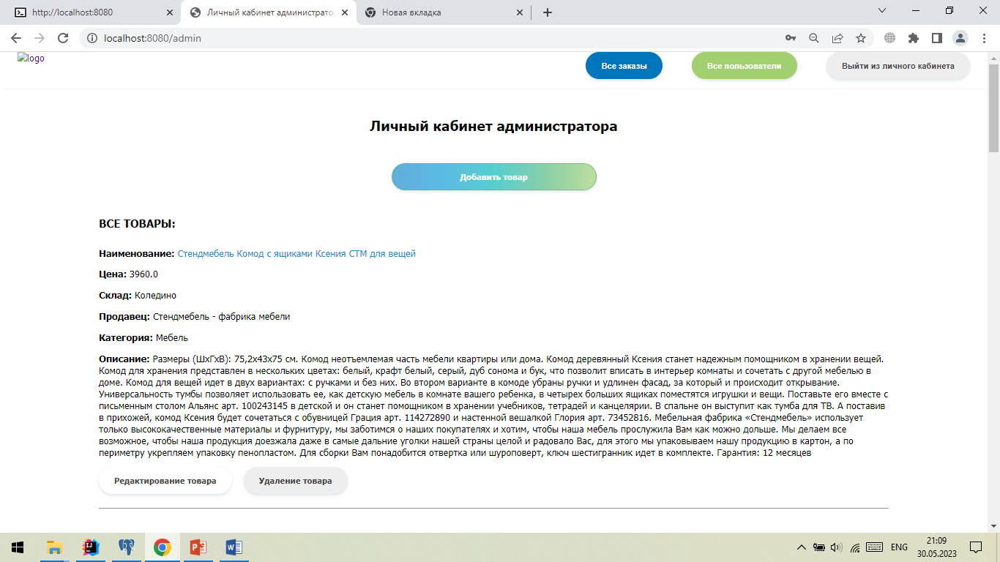 http://localhost:8080
Личный кабинет администратор
Новая вкладка
localhost:8080/admin
logo
Все заказы
Все пользователи
Выйти из личного кабинета
Личный кабинет администратора
Добавить товар
ВСЕ ТОВАРЫ:
Наименование: Стендмебель Комод с ящиками Ксения СТМ для вещей
Цена: 3960.0
Склад: Коледино
Продавец: Стендмебель - фабрика мебели
Категория: Мебель
Описание: Размеры (ШхГхВ): 75,2х43х75 см. Комод неотъемлемая часть мебели квартиры или дома. Комод деревянный Ксения станет надежным помощником в хранении вещей.
Комод для хранения представлен в нескольких цветах: белый, крафт белый, серый, дуб сонома и бук, что позволит вписать в интерьер комнаты и сочетать с другой мебелью в
доме. Комод для вещей идет в двух вариантах: с ручками и без них. Во втором варианте в комоде убраны ручки и удлинен фасад, за который и происходит открывание.
Универсальность тумбы позволяет использовать ее, как детскую мебель в комнате вашего ребенка, в четырех больших ящиках поместятся игрушки и вещи. Поставьте его вместе с
письменным столом Альянс арт. 100243145 в детской и он станет помощником в хранении учебников, тетрадей и канцелярии. В спальне он выступит как тумба для ТВ. А поставив
в прихожей, комод Ксения будет сочетаться с обувницей Грация арт. 114272890 и настенной вешалкой Глория арт. 73452816. Мебельная фабрика «Стендмебель» использует
только высококачественные материалы и фурнитуру, мы заботимся о наших покупателях и хотим, чтобы наша мебель прослужила Вам как можно дольше. Мы делаем все
возможное, чтобы наша продукция доезжала даже в самые дальние уголки нашей страны целой и радовало Вас, для этого мы упаковываем нашу продукцию в картон, а по
периметру укрепляем упаковку пенопластом. Для сборки Вам понадобится отвертка или шуроповерт, ключ шестигранник идет в комплекте. Гарантия: 12 месяцев
Редактирование товара
Удаление товара
ENG
21:09
30.05.2023